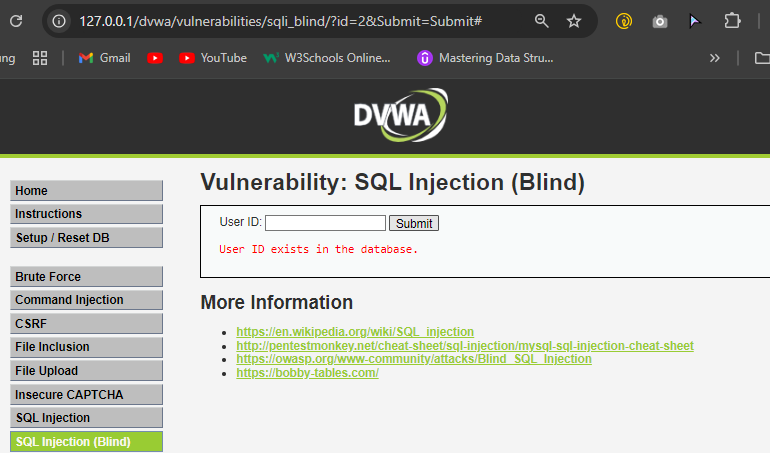 127.0.0.1/dvwa/vulnerabilities/sqli_blind/?id=2&Submit=Submit#
ung Gmail YouTube W3Schools Online... Mastering Data Stru... »
DVWA
Vulnerability: SQL Injection (Blind)
Home
Instructions
Setup / Reset DB
Brute Force
Command Injection
CSRF
File Inclusion
File Upload
Insecure CAPTCHA
SQL Injection
SQL Injection (Blind)
User ID: Submit
User ID exists in the database.
More Information
https://en.wikipedia.org/wiki/SQL_injection
http://pentestmonkey.net/cheat-sheet/sql-injection/mysql-sql-injection-cheat-sheet
https://owasp.org/www-community/attacks/Blind_SQL_Injection
https://bobby-tables.com/